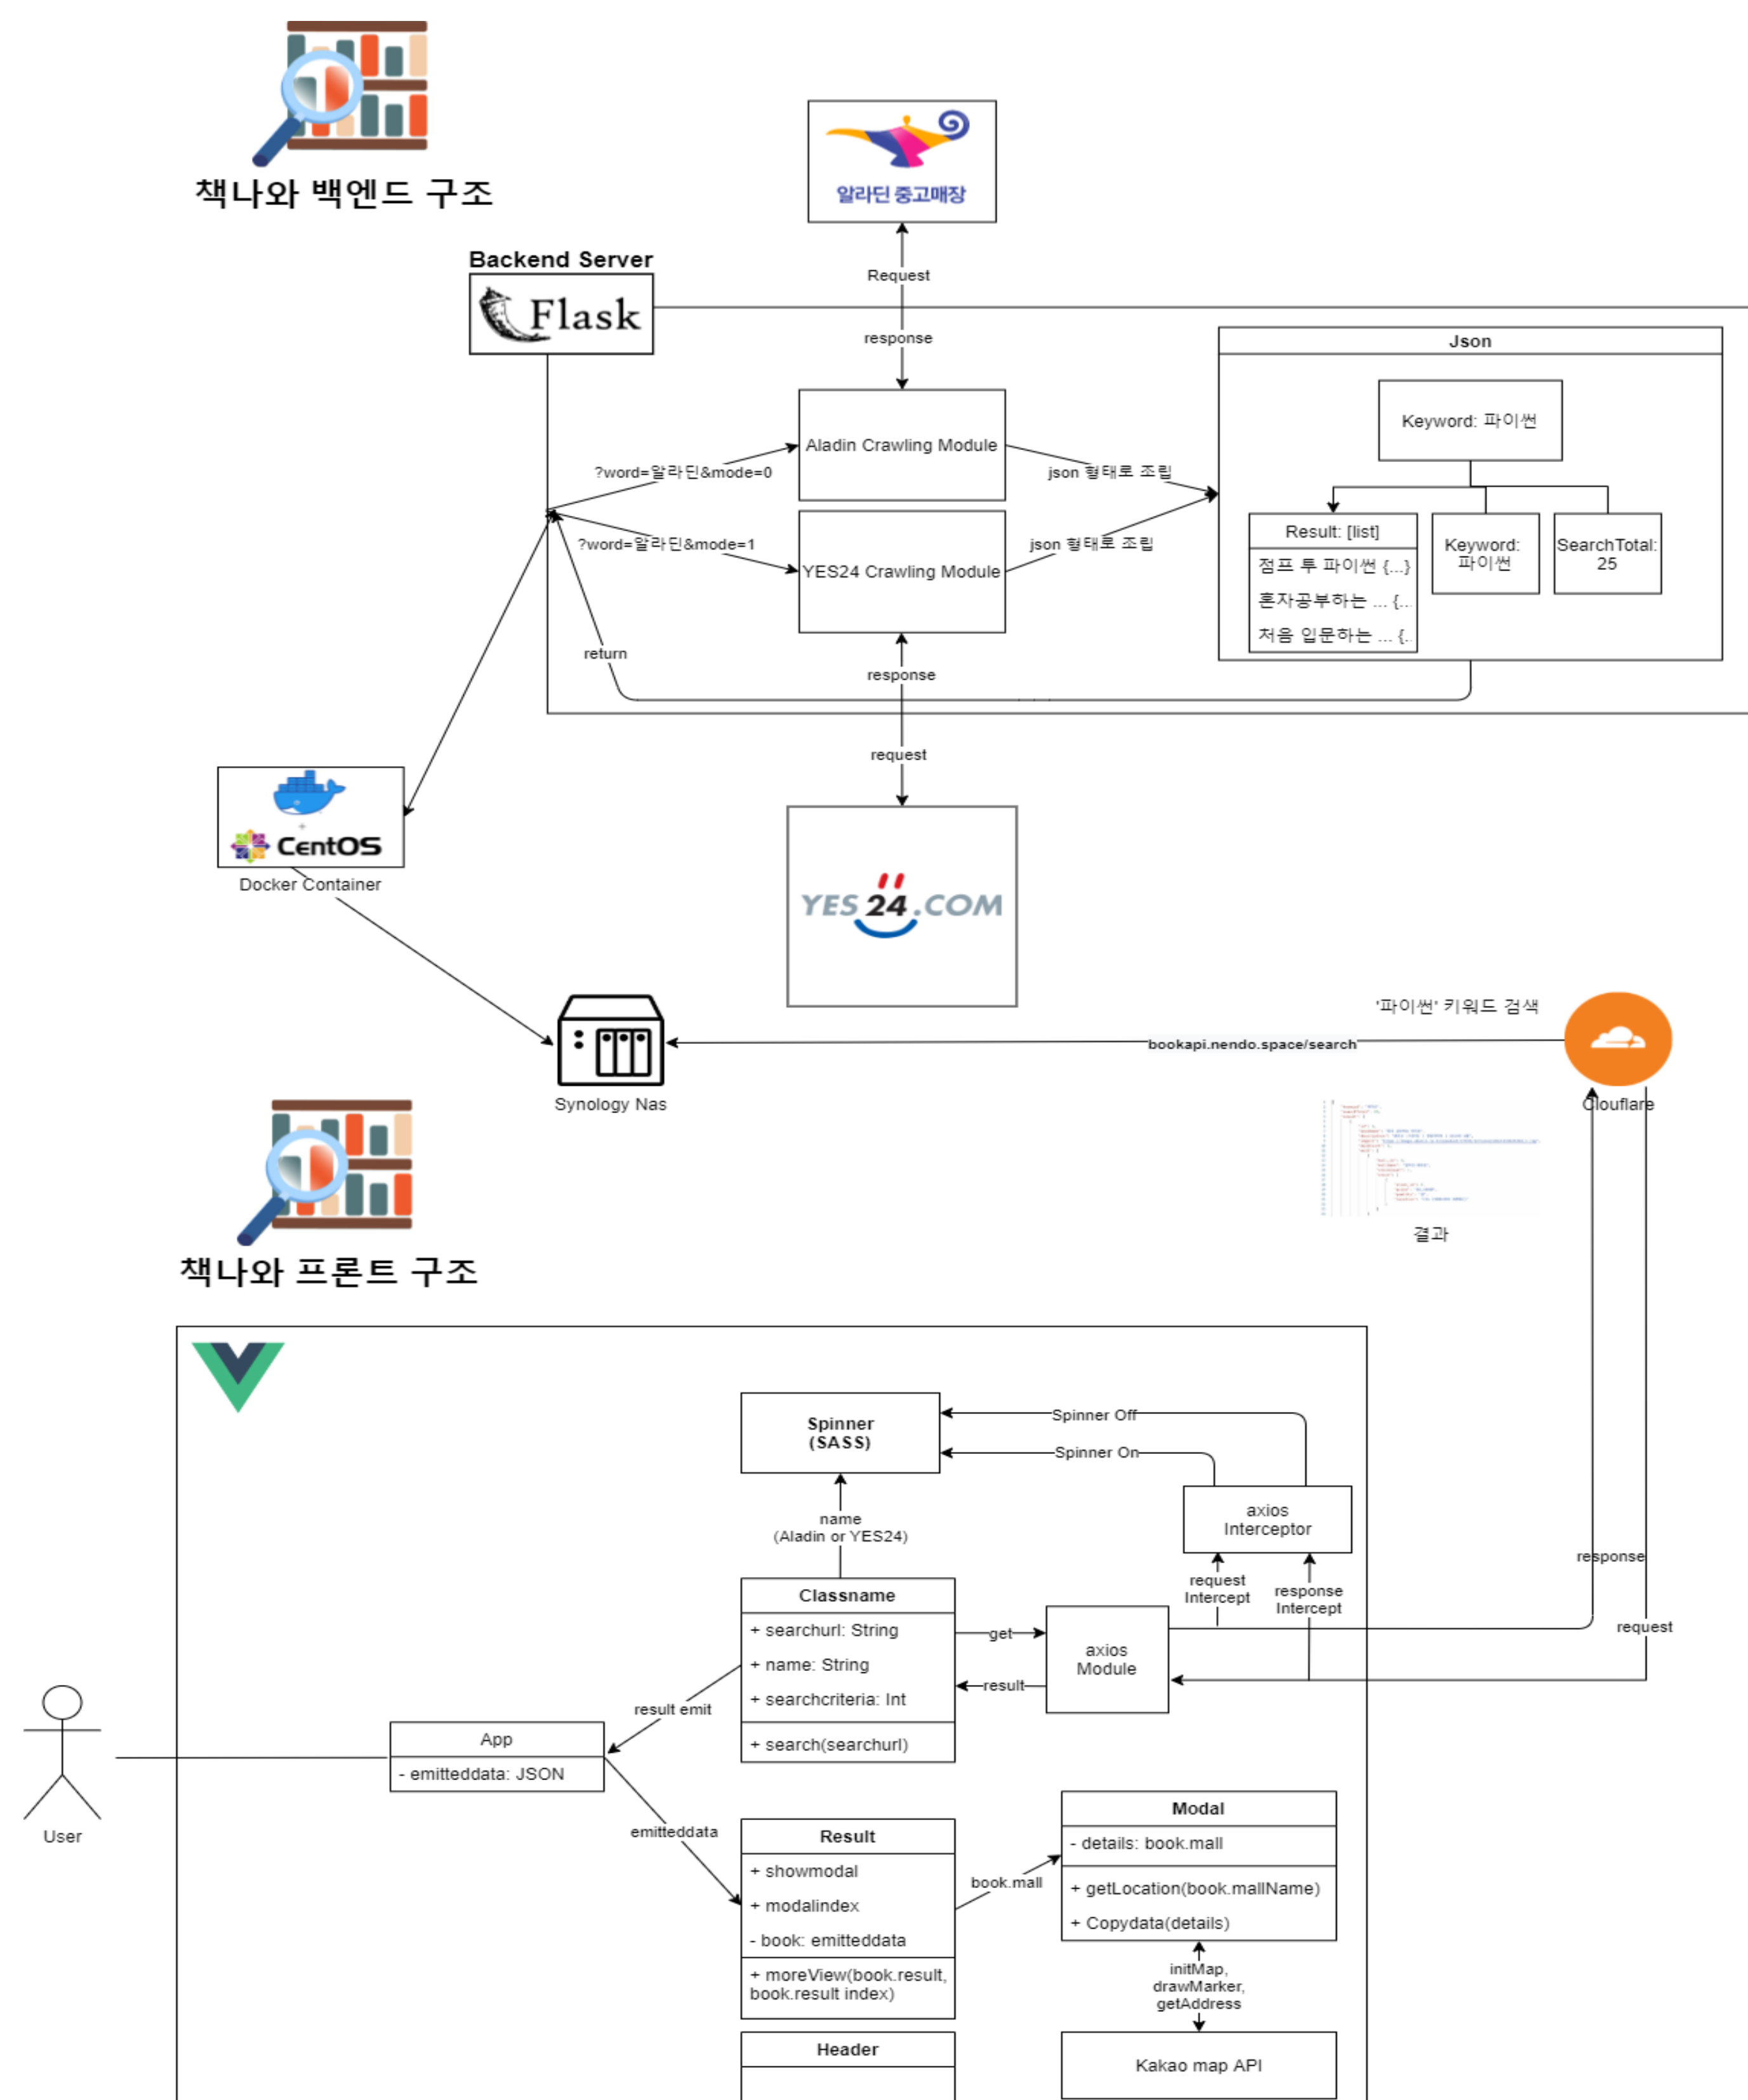 책나와 백엔드 구조
알라딘 중고매장
Backend Server
Flask
Request
response
Json
Keyword: 파이썬
Aladin Crawling Module
?word=알라딘&mode=0
json 형태로 조립
?word=알라딘&mode=1
json 형태로 조립
YES24 Crawling Module
Result: [list]
점프 투 파이썬 {...}
혼자공부하는 ... {..
처음 입문하는 ... {..
Keyword:
파이썬
SearchTotal:
25
return
response
request
+
CentOS
Docker Container
YES 24 .COM
'파이썬' 키워드 검색
bookapi.nendo.space/search
Synology Nas
Clouflare
결과
책나와 프론트 구조
Spinner
(SASS)
Spinner Off
Spinner On
axios
Interceptor
name
(Aladin or YES24)
request
Intercept
response
Intercept
response
request
Classname
+ searchurl: String
+ name: String
+ searchcriteria: Int
+ search(searchurl)
get
result
axios
Module
result emit
App
- emitteddata: JSON
User
emitteddata
Result
+ showmodal
+ modalindex
- book: emitteddata
+ moreView(book.result,
book.result index)
book.mall
Modal
- details: book.mall
+ getLocation(book.mallName)
+ Copydata(details)
initMap,
drawMarker,
getAddress
Header
Kakao map API